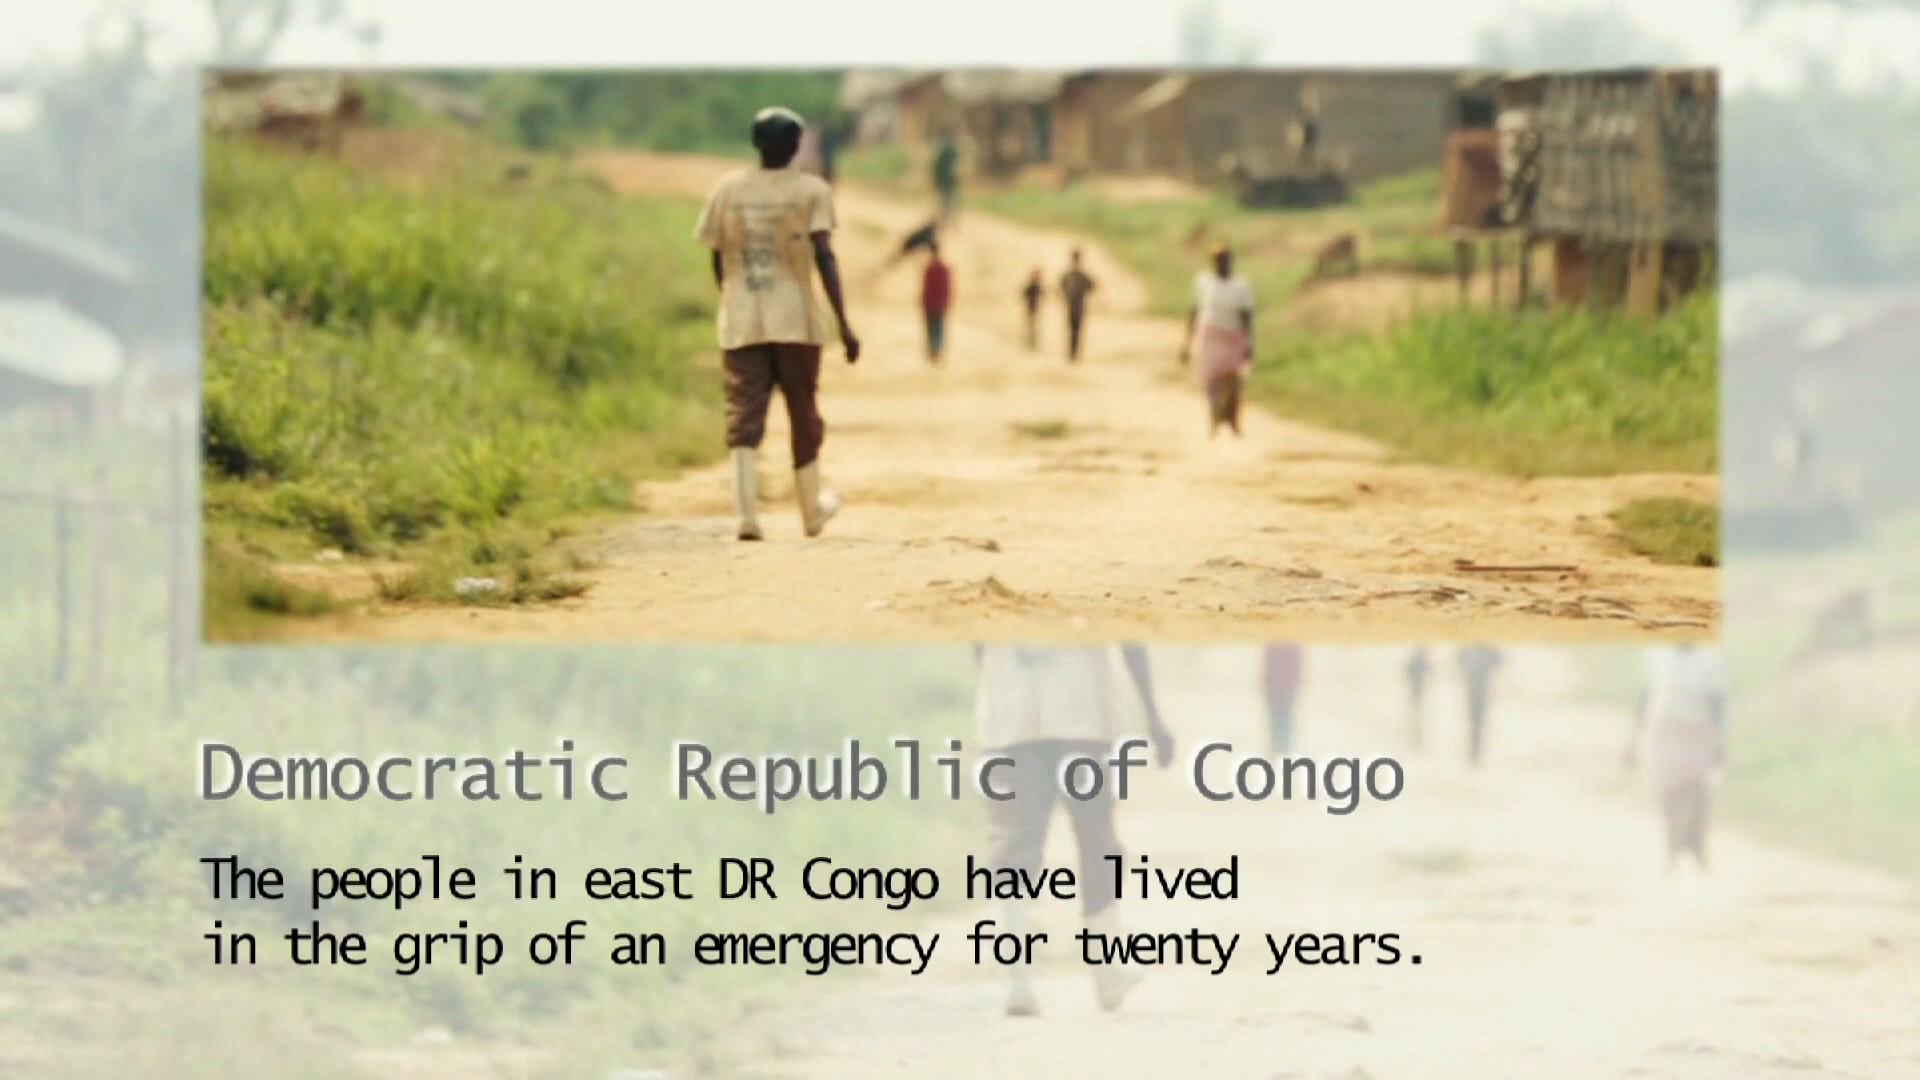 Democratic Republic of Congo
The people in east DR Congo have lived
in the grip of an emergency for twenty years.